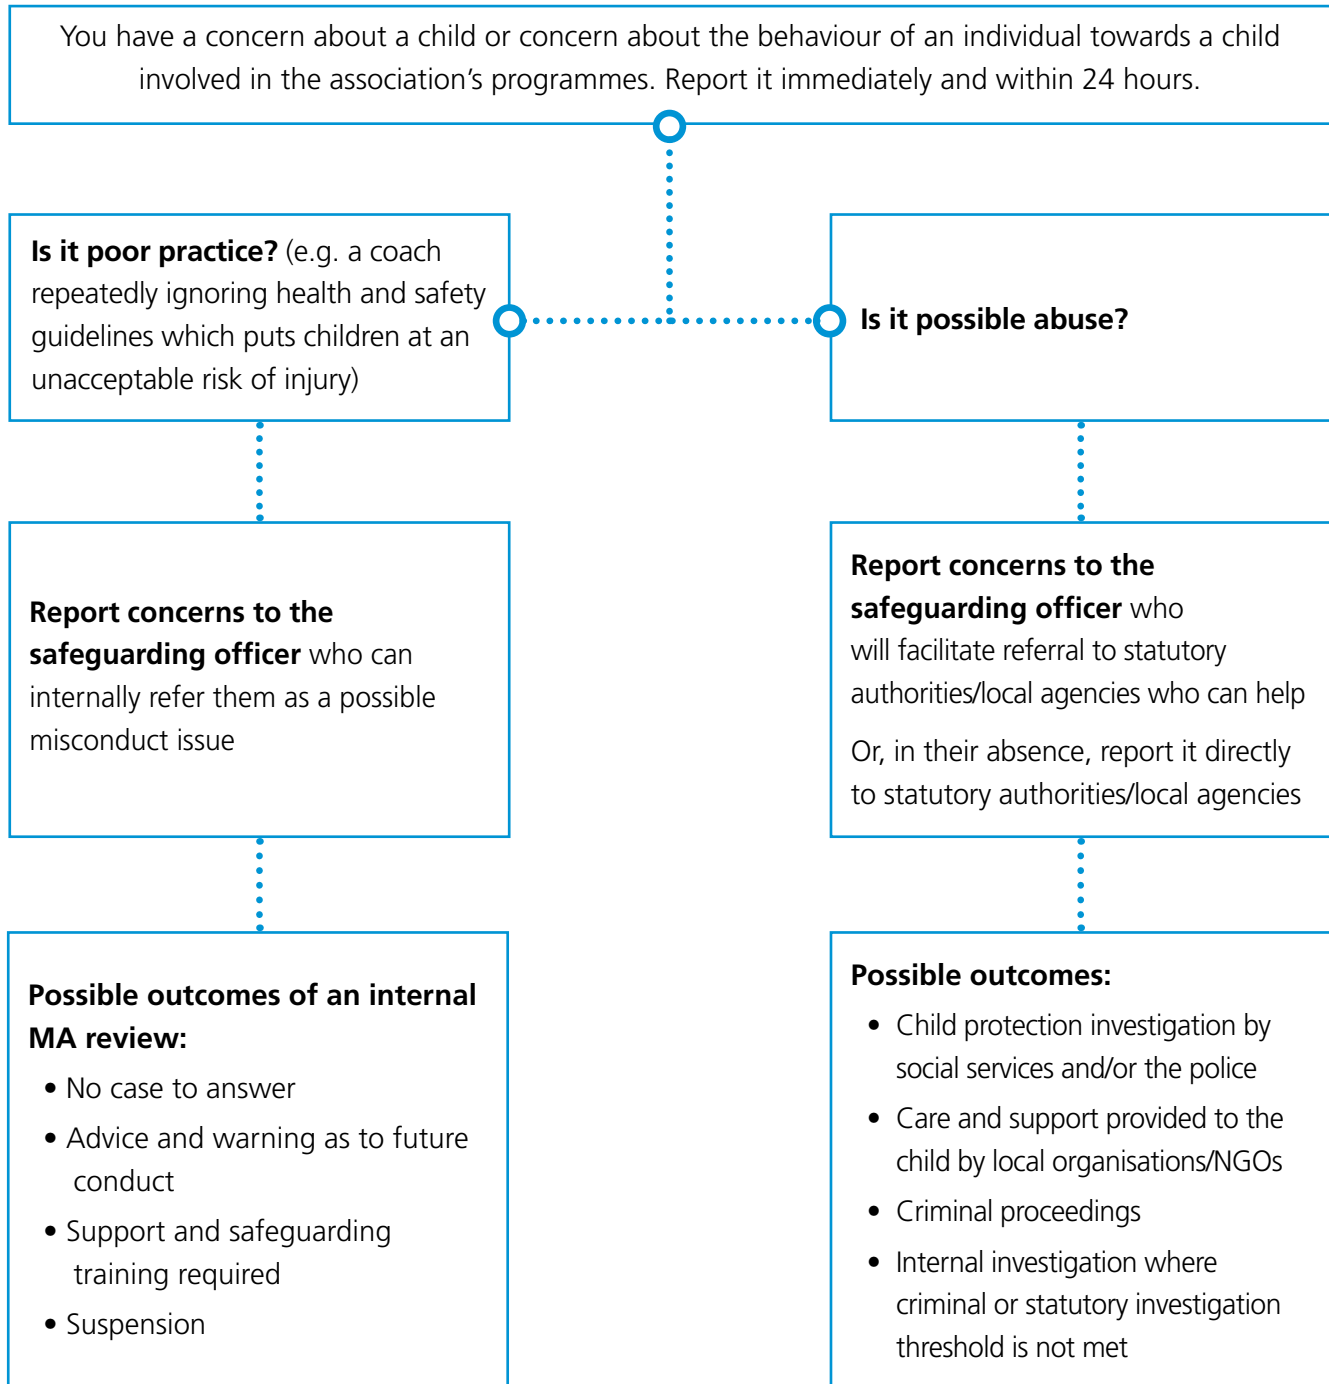 You have a concern about a child or concern about the behaviour of an individual towards a child
involved in the association’s programmes. Report it immediately and within 24 hours.
Is it poor practice? (e.g. a coach
repeatedly ignoring health and safety
guidelines which puts children at an
unacceptable risk of injury)
Is it possible abuse?
Report concerns to the
safeguarding officer who can
internally refer them as a possible
misconduct issue
Report concerns to the
safeguarding officer who
will facilitate referral to statutory
authorities/local agencies who can help
Or, in their absence, report it directly
to statutory authorities/local agencies
Possible outcomes of an internal
MA review:
• No case to answer
• Advice and warning as to future
conduct
• Support and safeguarding
training required
• Suspension
Possible outcomes:
• Child protection investigation by
social services and/or the police
• Care and support provided to the
child by local organisations/NGOs
• Criminal proceedings
• Internal investigation where
criminal or statutory investigation
threshold is not met